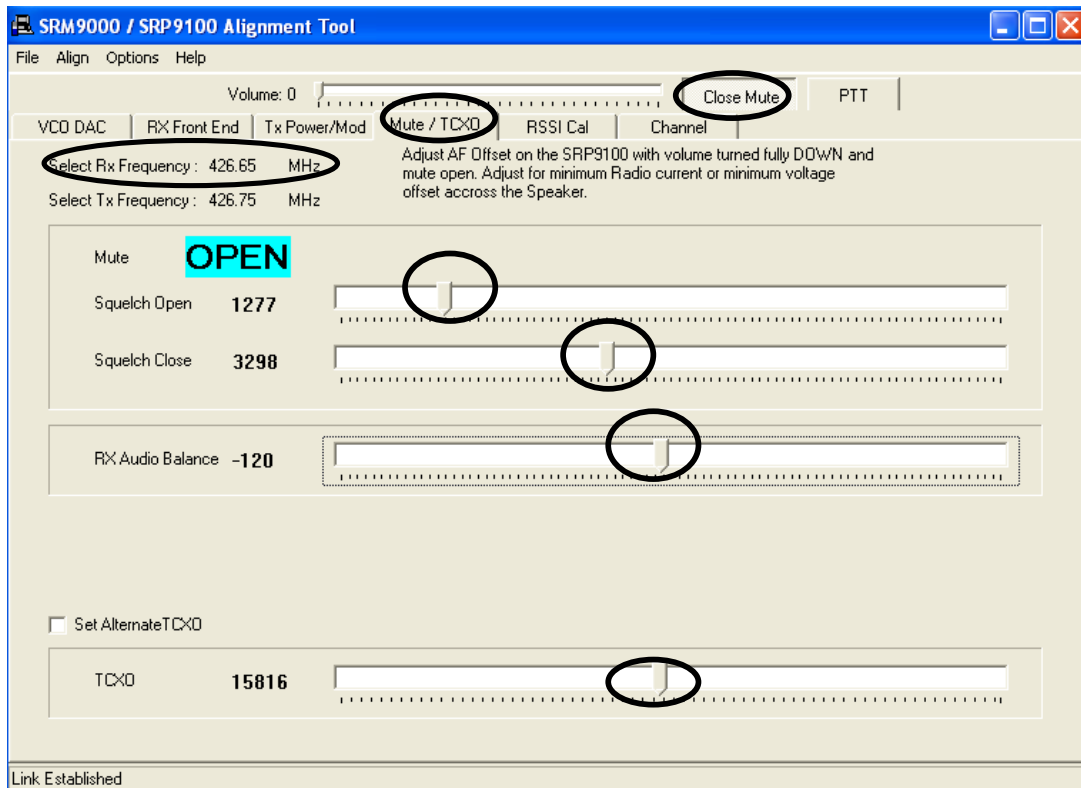 SRM9000 / SRP9100 Alignment Tool
File Align Options Help
Volume: 0
Close Mute
PTT
VCO DAC RX Front End Tx Power/Mod Mute / TCXO RSSI Cal Channel
Select Rx Frequency : 426.65 MHz
Select Tx Frequency : 426.75 MHz
Adjust AF Offset on the SRP9100 with volume turned fully DOWN and
mute open. Adjust for minimum Radio current or minimum voltage
offset accross the Speaker.
Mute OPEN
Squelch Open 1277
Squelch Close 3298
RX Audio Balance -120
Set AlternateTCXO
TCXO 15816
Link Established